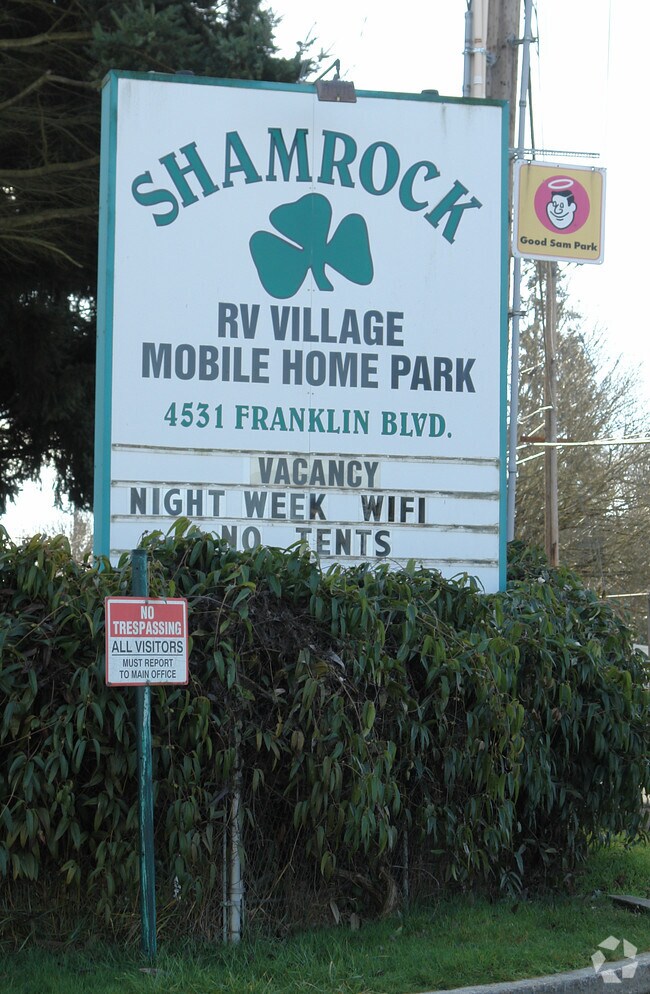 SHAMROCK
RV VILLAGE
MOBILE HOME PARK
4531 FRANKLIN BLVD.
VACANCY
NIGHT WEEK WIFI
NO TENTS
Good Sam Park
NO
TRESPASSING
ALL VISITORS
MUST REPORT
TO MAIN OFFICE